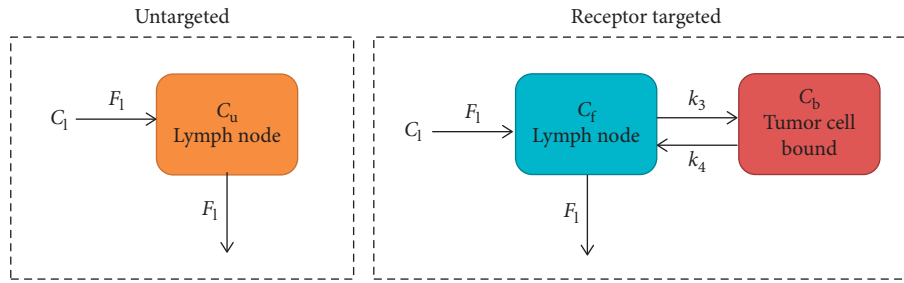 Untargeted
Receptor targeted
C_l
F_l
C_u
Lymph node
F_l
C_l
F_l
C_f
Lymph node
F_l
k_3
k_4
C_b
Tumor cell
bound